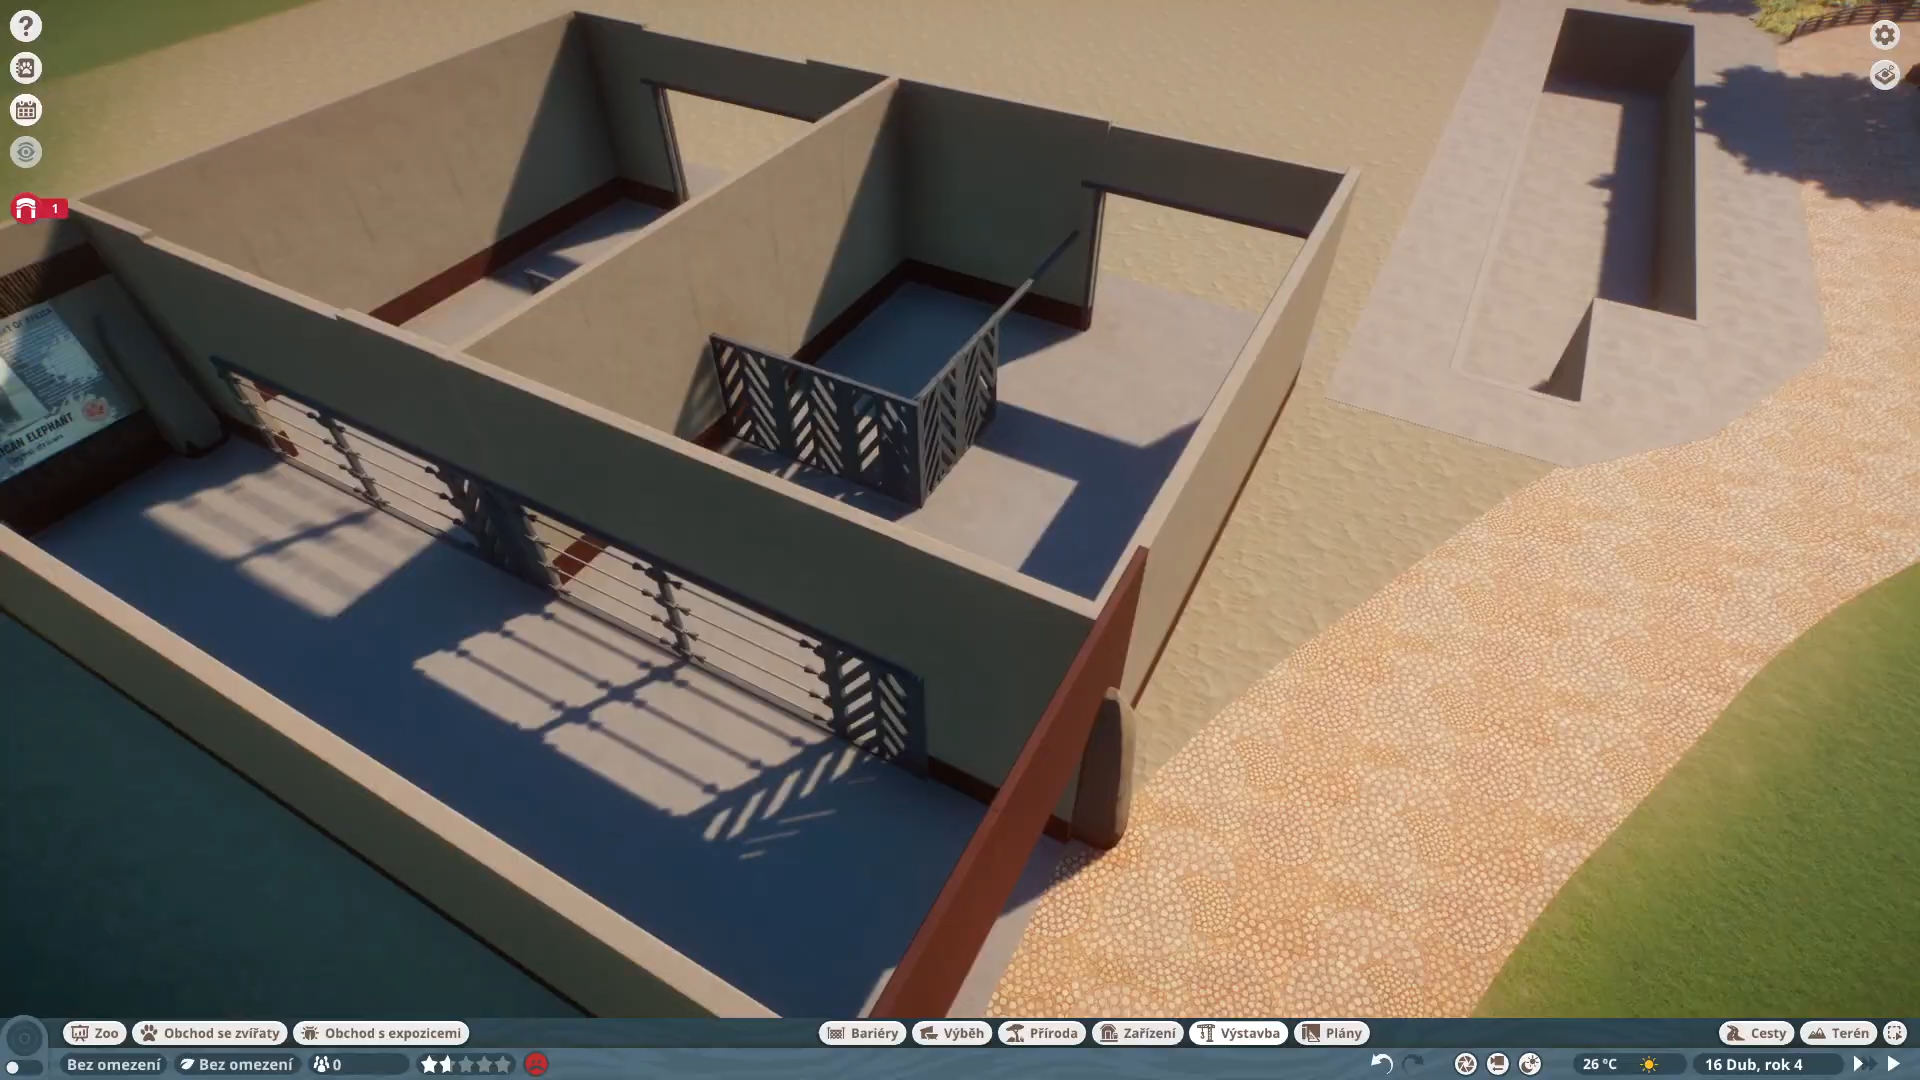 ?
1
ICAN ELEPHANT
Zoo
Obchod se zvířaty
Obchod s expozicemi
Bariéry
Výběh
Příroda
Zařízení
Výstavba
Plány
Cesty
Terén
Bez omezení
Bez omezení
0
26 °C
16 Dub, rok 4